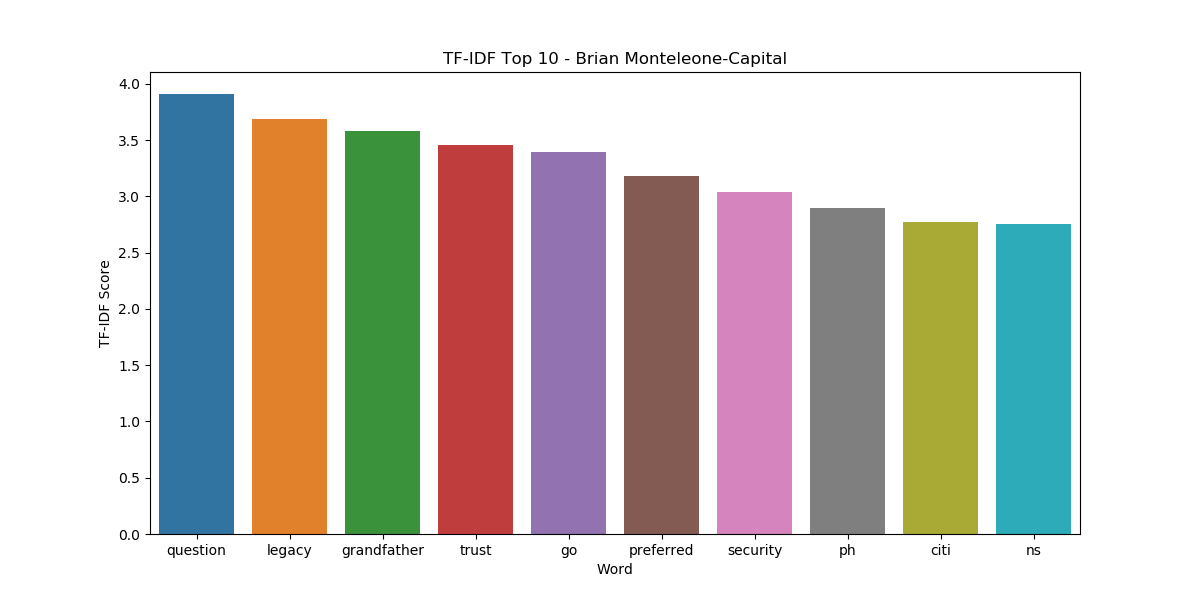 TF-IDF Top 10 - Brian Monteleone-Capital
4.0
3.5
3.0
2.5
2.0
1.5
1.0
0.5
0.0
TF-IDF Score
question legacy grandfather trust go preferred security ph citi ns
Word